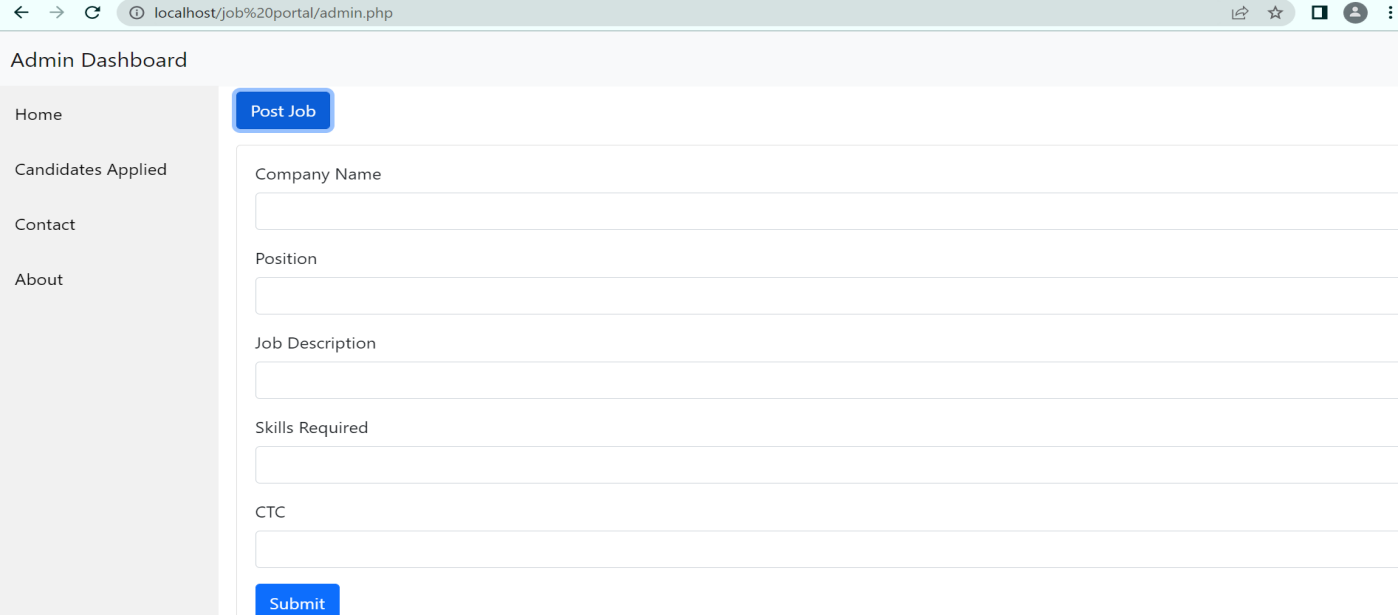 localhost/job%20portal/admin.php
Admin Dashboard
Home
Candidates Applied
Contact
About
Post Job
Company Name
Position
Job Description
Skills Required
CTC
Submit